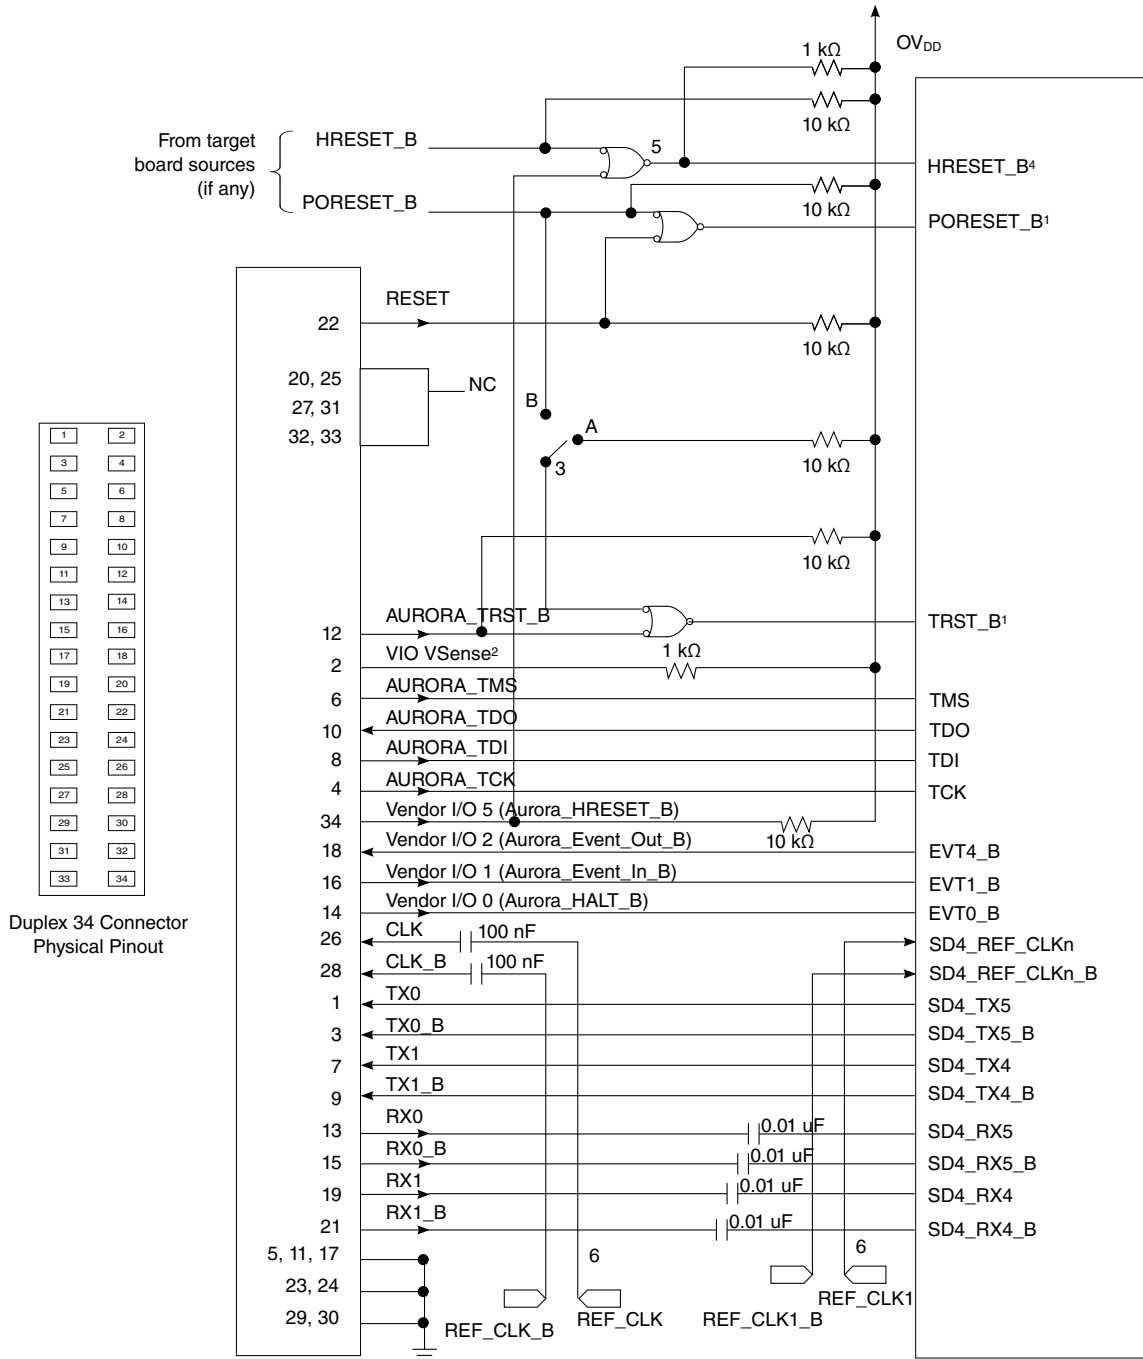 OVDD
1 kΩ
10 kΩ
From target
board sources
(if any)
HRESET_B
5
HRESET_B4
10 kΩ
PORESET_B
PORESET_B1
RESET
22
10 kΩ
20, 25
27, 31
32, 33
NC
B
A
3
10 kΩ
10 kΩ
12
AURORA_TRST_B
TRST_B1
2
VIO VSense2
1 kΩ
6
AURORA_TMS
TMS
10
AURORA_TDO
TDO
8
AURORA_TDI
TDI
4
AURORA_TCK
TCK
34
Vendor I/O 5 (Aurora_HRESET_B)
10 kΩ
18
Vendor I/O 2 (Aurora_Event_Out_B)
EVT4_B
16
Vendor I/O 1 (Aurora_Event_In_B)
EVT1_B
14
Vendor I/O 0 (Aurora_HALT_B)
EVT0_B
26
CLK
100 nF
SD4_REF_CLKn
28
CLK_B
100 nF
SD4_REF_CLKn_B
1
TX0
SD4_TX5
3
TX0_B
SD4_TX5_B
7
TX1
SD4_TX4
9
TX1_B
SD4_TX4_B
13
RX0
0.01 uF
SD4_RX5
15
RX0_B
0.01 uF
SD4_RX5_B
19
RX1
0.01 uF
SD4_RX4
21
RX1_B
0.01 uF
SD4_RX4_B
5, 11, 17
23, 24
29, 30
6
REF_CLK_B
REF_CLK
6
REF_CLK1_B
REF_CLK1
1 2
3 4
5 6
7 8
9 10
11 12
13 14
15 16
17 18
19 20
21 22
23 24
25 26
27 28
29 30
31 32
33 34
Duplex 34 Connector
Physical Pinout